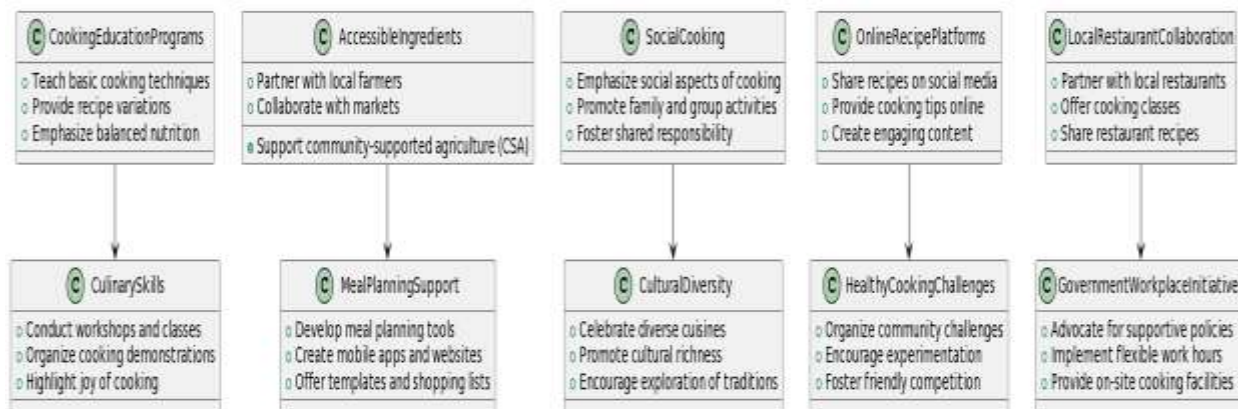 C CookingEducationPrograms
Teach basic cooking techniques
Provide recipe variations
Emphasize balanced nutrition
C AccessibleIngredients
Partner with local farmers
Collaborate with markets
Support community-supported agriculture (CSA)
C SocialCooking
Emphasize social aspects of cooking
Promote family and group activities
Foster shared responsibility
C OnlineRecipePlatforms
Share recipes on social media
Provide cooking tips online
Create engaging content
C LocalRestaurantCollaboration
Partner with local restaurants
Offer cooking classes
Share restaurant recipes
C CulinarySkills
Conduct workshops and classes
Organize cooking demonstrations
Highlight joy of cooking
C MealPlanningSupport
Develop meal planning tools
Create mobile apps and websites
Offer templates and shopping lists
C CulturalDiversity
Celebrate diverse cuisines
Promote cultural richness
Encourage exploration of traditions
C HealthyCookingChallenges
Organize community challenges
Encourage experimentation
Foster friendly competition
C GovernmentWorkplaceInitiative
Advocate for supportive policies
Implement flexible work hours
Provide on-site cooking facilities